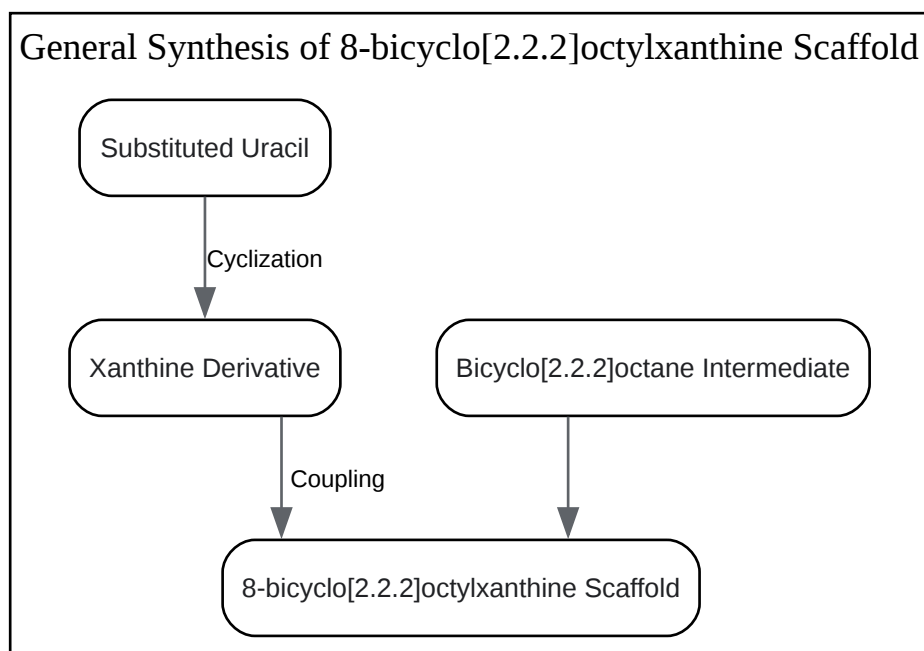 General Synthesis of 8-bicyclo[2.2.2]octylxanthine Scaffold
Substituted Uracil
Cyclization
Xanthine Derivative
Bicyclo[2.2.2]octane Intermediate
Coupling
8-bicyclo[2.2.2]octylxanthine Scaffold